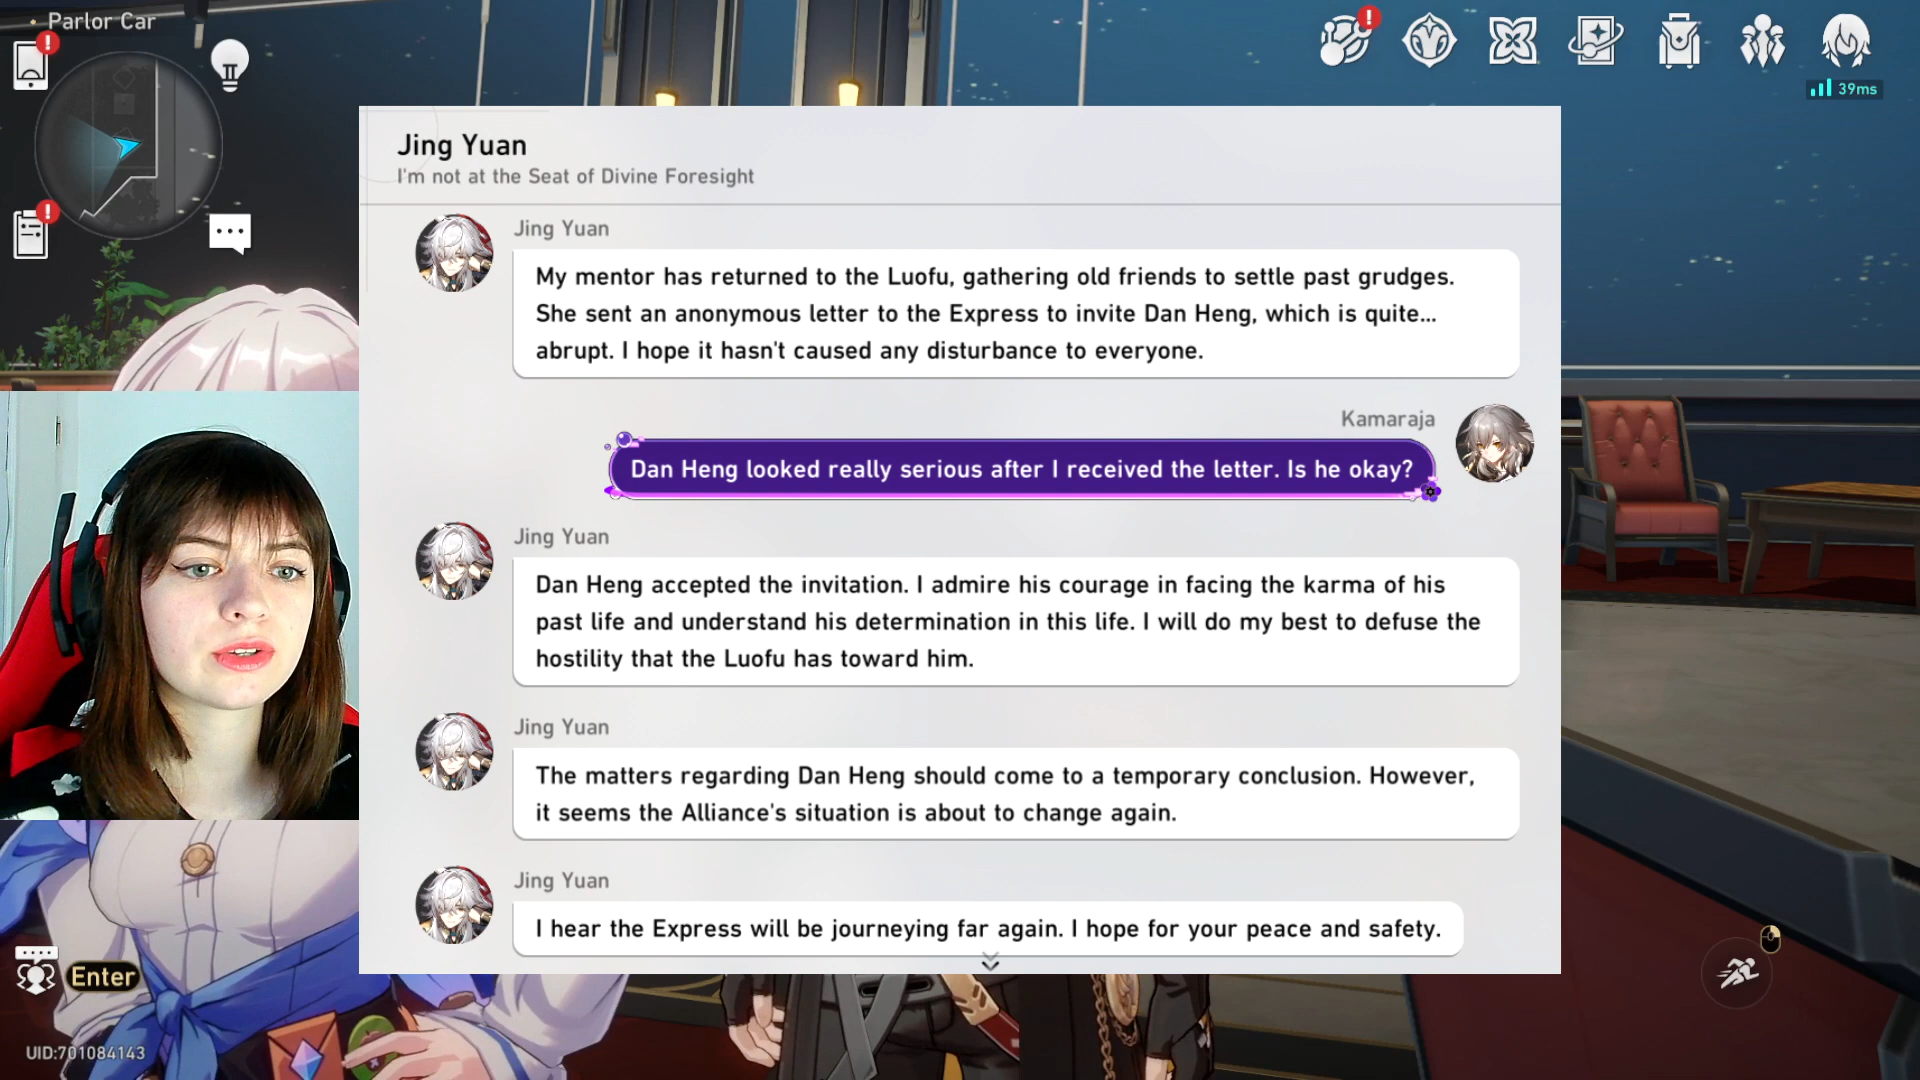 Parlor Car
39ms
Jing Yuan
I'm not at the Seat of Divine Foresight
Jing Yuan
My mentor has returned to the Luofu, gathering old friends to settle past grudges.
She sent an anonymous letter to the Express to invite Dan Heng, which is quite...
abrupt. I hope it hasn't caused any disturbance to everyone.
Kamaraja
Dan Heng looked really serious after I received the letter. Is he okay?
Jing Yuan
Dan Heng accepted the invitation. I admire his courage in facing the karma of his
past life and understand his determination in this life. I will do my best to defuse the
hostility that the Luofu has toward him.
Jing Yuan
The matters regarding Dan Heng should come to a temporary conclusion. However,
it seems the Alliance's situation is about to change again.
Jing Yuan
I hear the Express will be journeying far again. I hope for your peace and safety.
Enter
UID:701084143